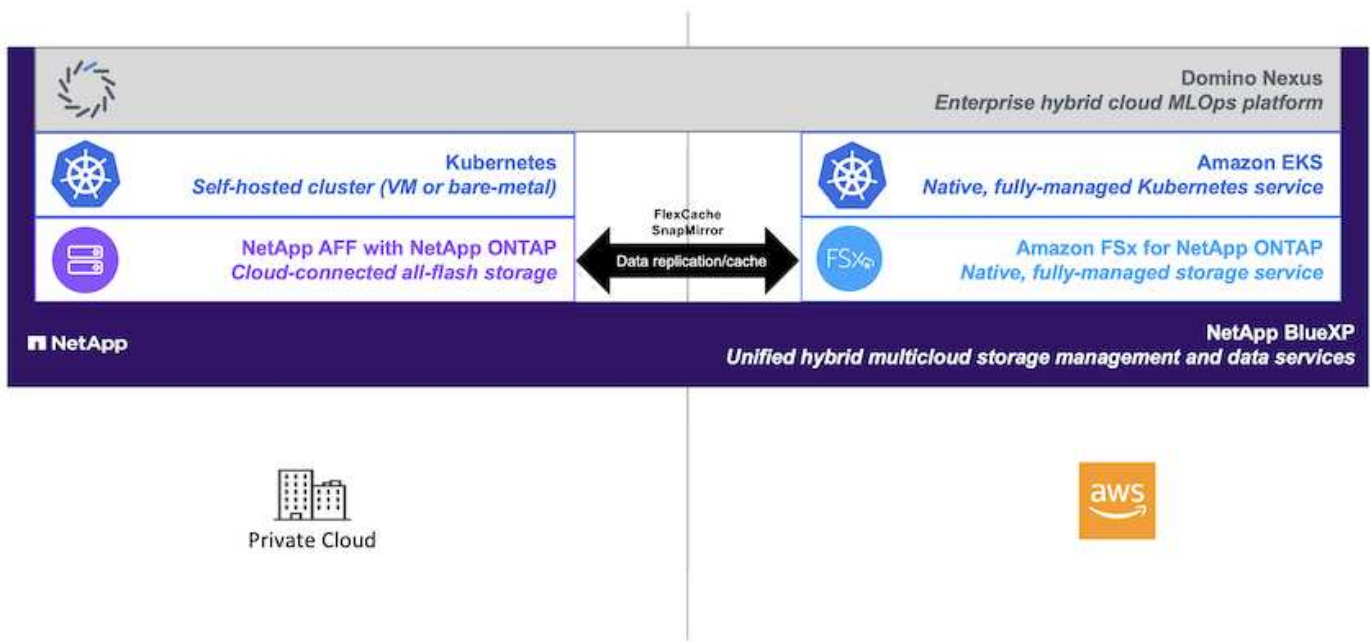 Domino Nexus
Enterprise hybrid cloud MLOps platform
Kubernetes
Self-hosted cluster (VM or bare-metal)
Amazon EKS
Native, fully-managed Kubernetes service
FlexCache
SnapMirror
Data replication/cache
NetApp AFF with NetApp ONTAP
Cloud-connected all-flash storage
FSx
Amazon FSx for NetApp ONTAP
Native, fully-managed storage service
NetApp
NetApp BlueXP
Unified hybrid multicloud storage management and data services
Private Cloud
aws